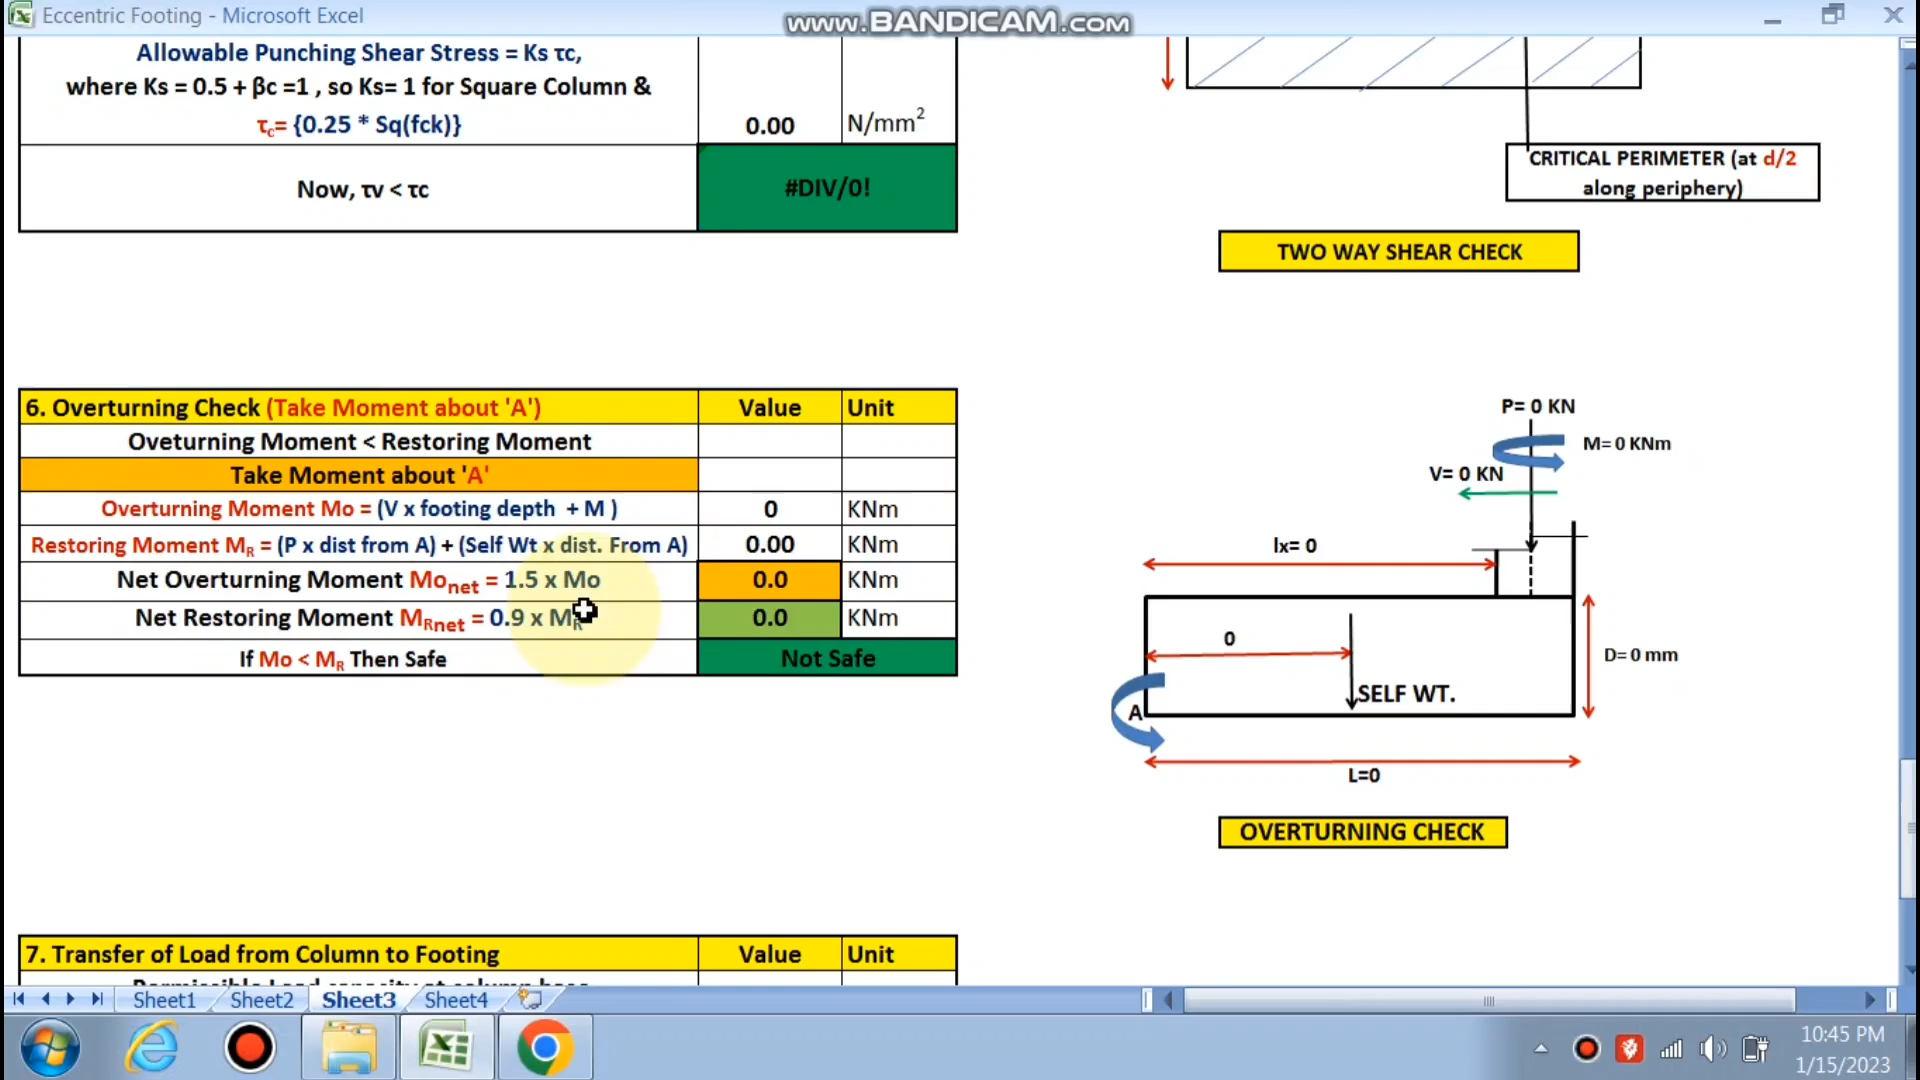 Eccentric Footing - Microsoft Excel
www.BANDICAM.com
Allowable Punching Shear Stress = Ks τc,
where Ks = 0.5 + βc =1 , so Ks= 1 for Square Column &
τc= {0.25 * Sq(fck)} 0.00 N/mm2
Now, τv < τc #DIV/0!
CRITICAL PERIMETER (at d/2
along periphery)
TWO WAY SHEAR CHECK
6. Overturning Check (Take Moment about 'A') Value Unit
Oveturning Moment < Restoring Moment
Take Moment about 'A'
Overturning Moment Mo = (V x footing depth + M ) 0 KNm
Restoring Moment MR = (P x dist from A) + (Self Wt x dist. From A) 0.00 KNm
Net Overturning Moment Monet = 1.5 x Mo 0.0 KNm
Net Restoring Moment MRnet = 0.9 x MR 0.0 KNm
If Mo < MR Then Safe Not Safe
P= 0 KN
M= 0 KNm
V= 0 KN
lx= 0
0
D= 0 mm
SELF WT.
A
L=0
OVERTURNING CHECK
7. Transfer of Load from Column to Footing Value Unit
Sheet1 Sheet2 Sheet3 Sheet4
10:45 PM
1/15/2023